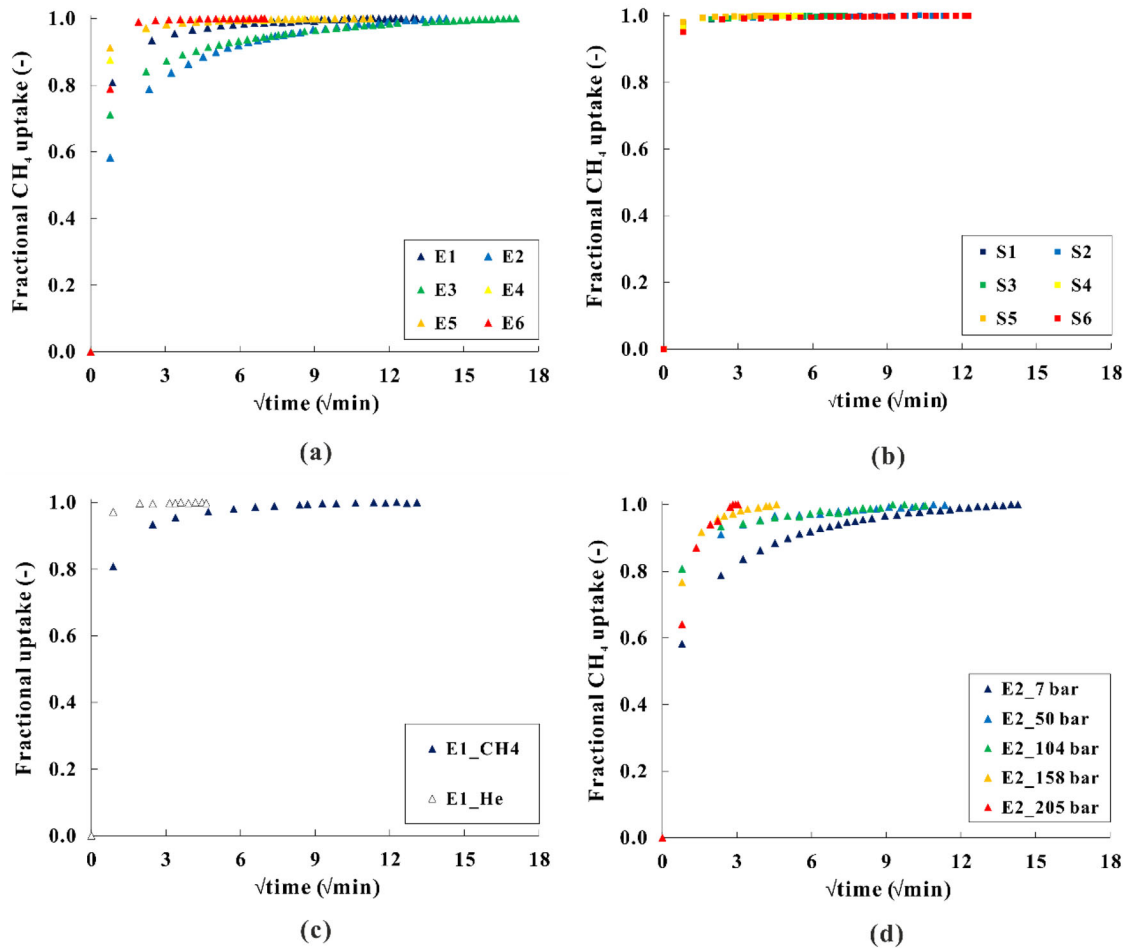 Fractional CH₄ uptake (-)
1.0
0.8
0.6
0.4
0.2
0.0
E1 E2
E3 E4
E5 E6
0 3 6 9 12 15 18
√time (√min)
(a)
Fractional CH₄ uptake (-)
1.0
0.8
0.6
0.4
0.2
0.0
S1 S2
S3 S4
S5 S6
0 3 6 9 12 15 18
√time (√min)
(b)
Fractional uptake (-)
1.0
0.8
0.6
0.4
0.2
0.0
E1_CH4
E1_He
0 3 6 9 12 15 18
√time (√min)
(c)
Fractional CH₄ uptake (-)
1.0
0.8
0.6
0.4
0.2
0.0
E2_7 bar
E2_50 bar
E2_104 bar
E2_158 bar
E2_205 bar
0 3 6 9 12 15 18
√time (√min)
(d)